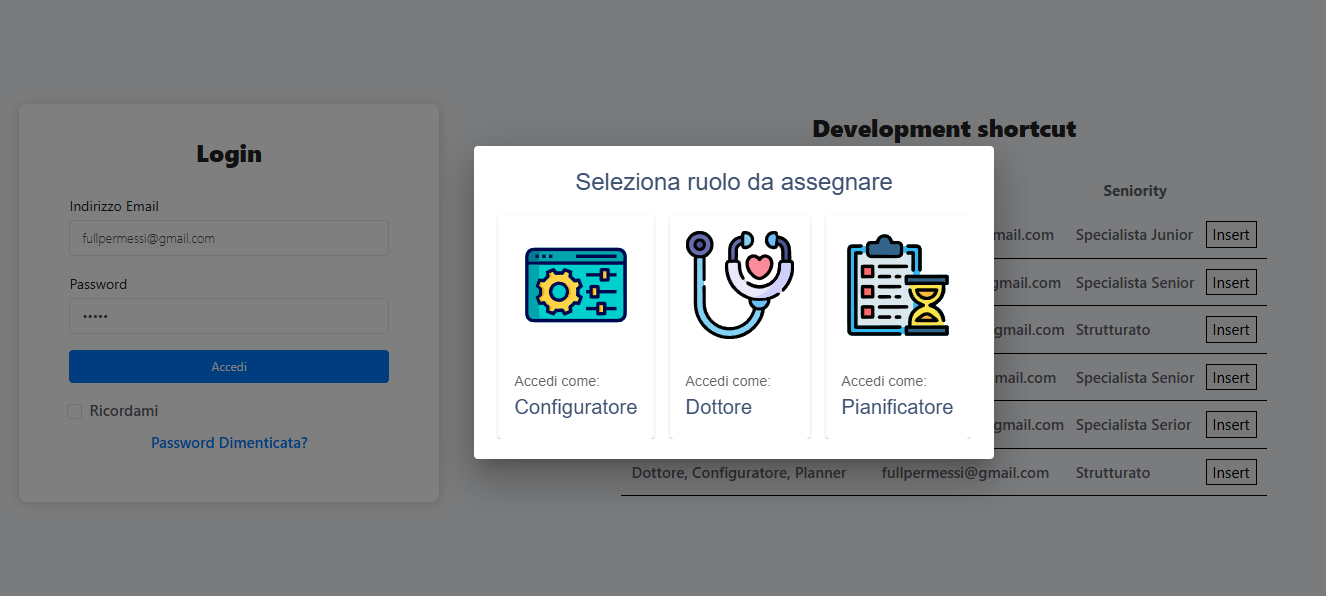 Login
Indirizzo Email
fullpermessi@gmail.com
Password
•••••
Accedi
Ricordami
Password Dimenticata?
Development shortcut
Seniority
mail.com Specialista Junior Insert
gmail.com Specialista Senior Insert
@gmail.com Strutturato Insert
mail.com Specialista Senior Insert
gmail.com Specialista Serior Insert
Dottore, Configuratore, Planner fullpermessi@gmail.com Strutturato Insert
Seleziona ruolo da assegnare
Accedi come:
Configuratore
Accedi come:
Dottore
Accedi come:
Pianificatore